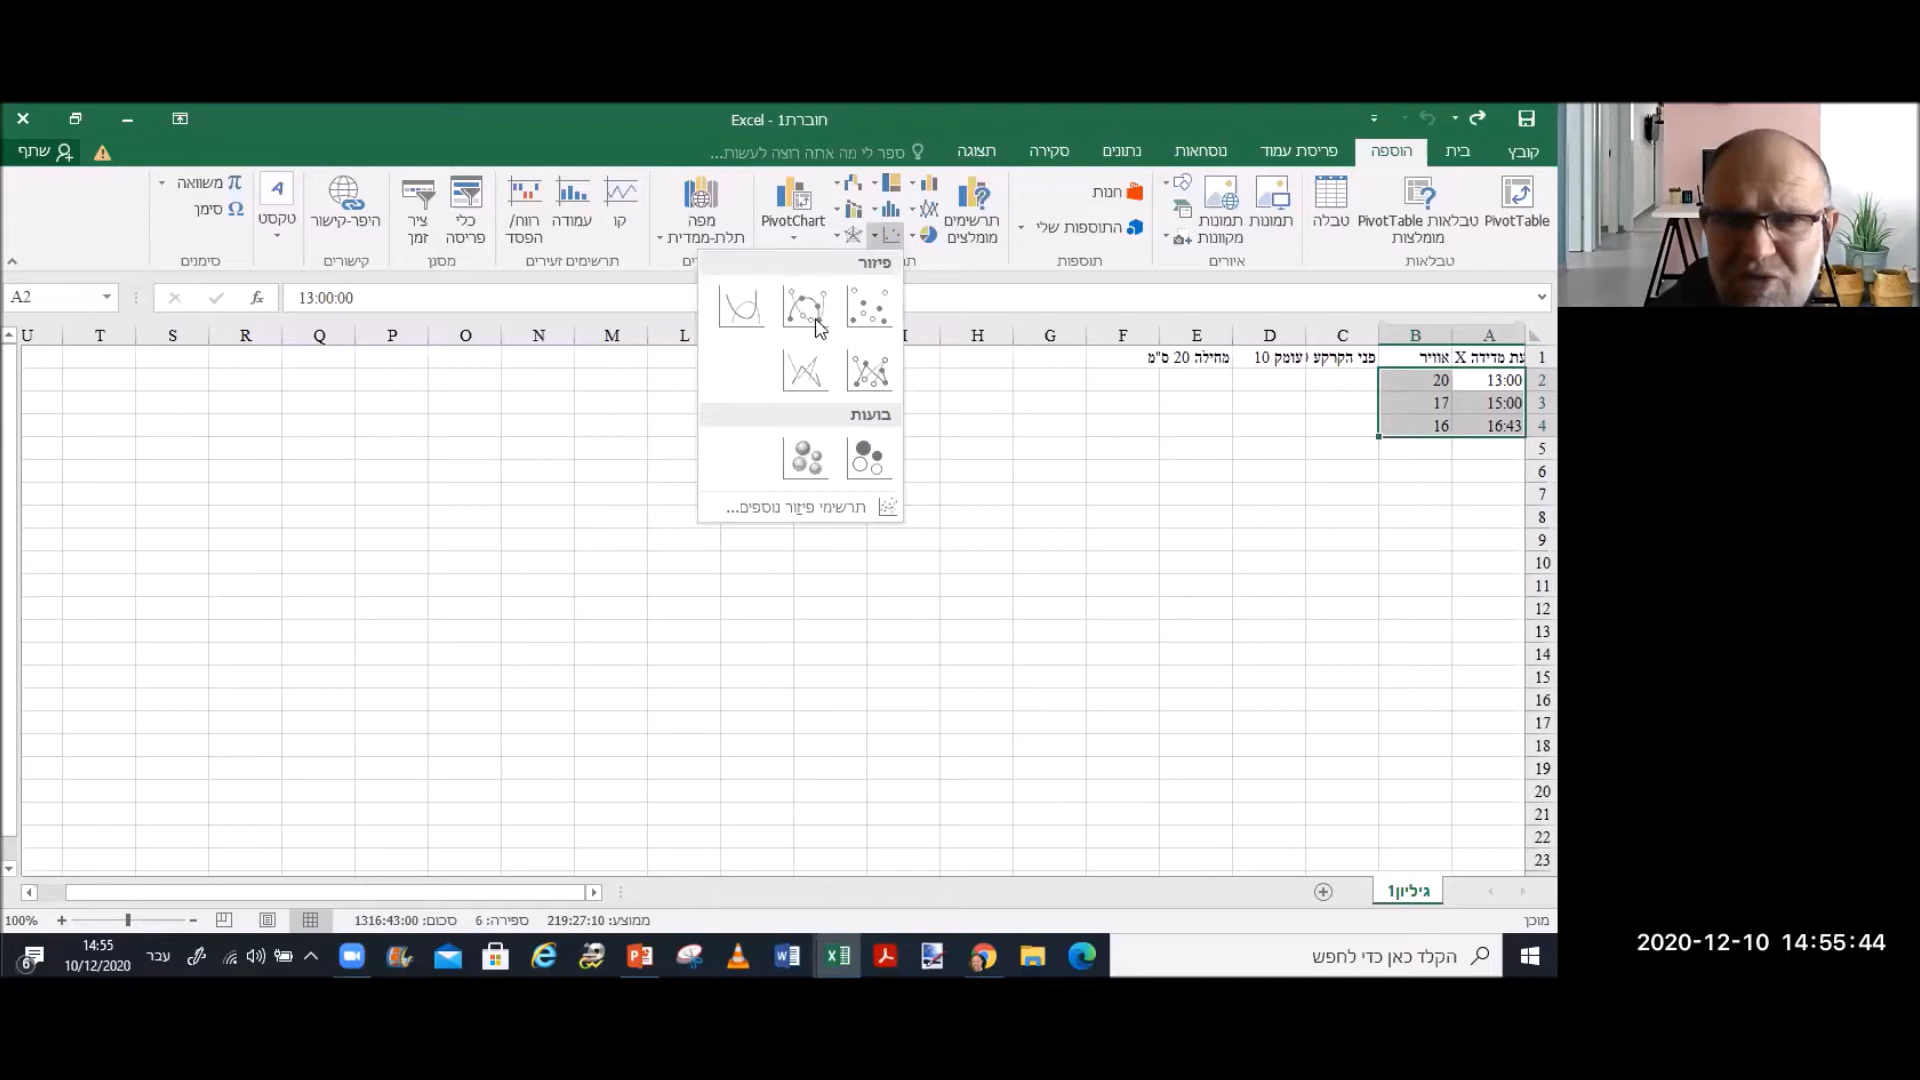 חוברת1 - Excel
קובץ
בית
הוספה
פריסת עמוד
נוסחאות
נתונים
סקירה
תצוגה
ספר לי מה אתה רוצה לעשות...
שתף
PivotTable
טבלאות PivotTable
מומלצות
טבלה
טבלאות
תמונות
תמונות
מקוונות
איורים
חנות
התוספות שלי
תוספות
תרשימים
מומלצים
PivotChart
מפה
תלת-ממדית
קו
עמודה
רווח/
הפסד
תרשימים זעירים
כלי
פריסה
ציר
זמן
מסנן
היפר-קישור
קישורים
טקסט
משוואה
סימן
סימנים
פיזור
בועות
תרשימי פיזור נוספים...
A2
fx
13:00:00
A B C D E F G H L M N O P Q R S T U
1 עת מדידה X אוויר פני הקרקע עומק 10 מחילה 20 ס"מ
2 13:00 20
3 15:00 17
4 16:43 16
5
6
7
8
9
10
11
12
13
14
15
16
17
18
19
20
21
22
23
גיליון1
מוכן
ממוצע: 219:27:10 ספירה: 6 סכום: 1316:43:00
100%
הקלד כאן כדי לחפש
עבר
14:55
10/12/2020
6
2020-12-10 14:55:44